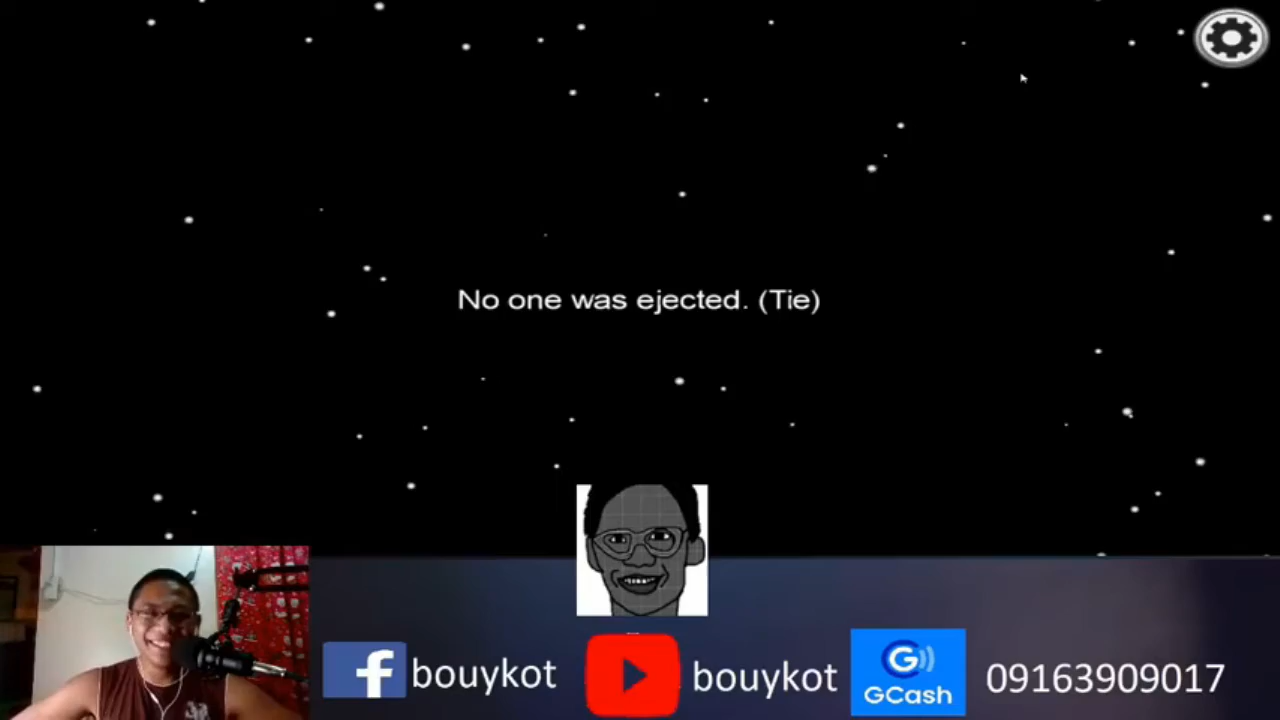 No one was ejected. (Tie)
f bouykot
bouykot
G
GCash
09163909017